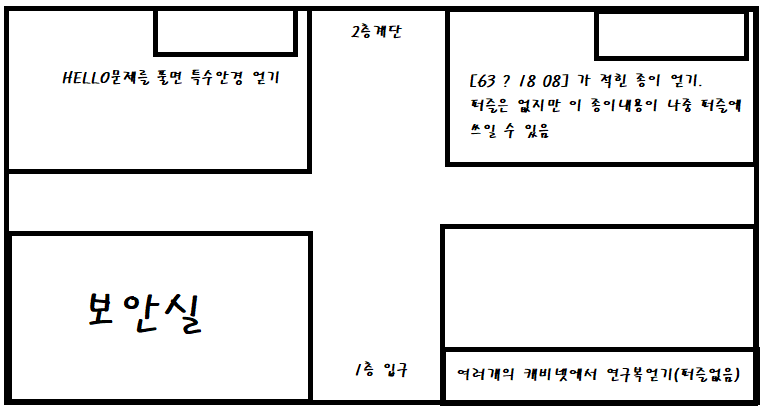 2층계단
HELLO문제를 풀면 특수안경 얻기
[63 ? 18 08] 가 적힌 종이 얻기.
퍼즐은 없지만 이 종이내용이 나중 퍼즐에
쓰일 수 있음
보안실
1층 입구
여러개의 캐비넷에서 연구복얻기(퍼즐없음)